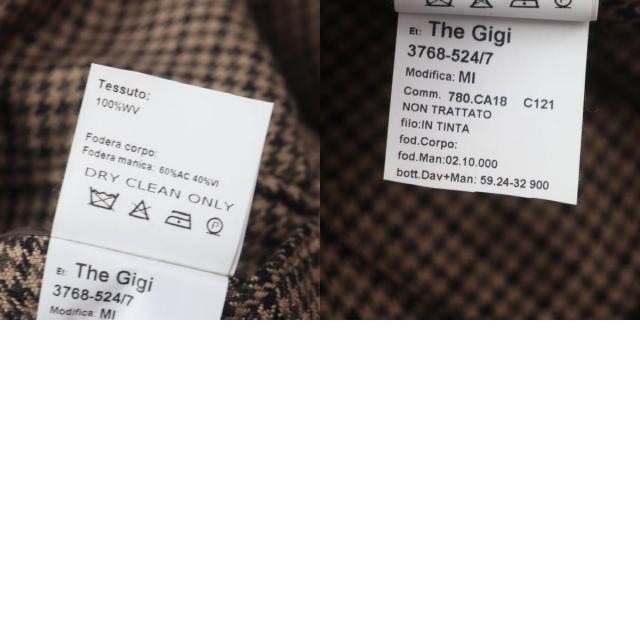 Tessuto:
100%WV
Fodera corpo:
Fodera manica: 60%AC 40%VI
DRY CLEAN ONLY
P
Et: The Gigi
3768-524/7
Modifica: MI
Et: The Gigi
3768-524/7
Modifica: MI
Comm. 780.CA18 C121
NON TRATTATO
filo:IN TINTA
fod.Corpo:
fod.Man:02.10.000
bott.Dav+Man: 59.24-32 900